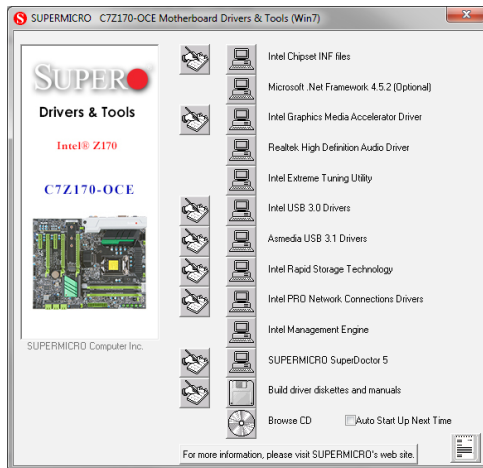 SUPERMICRO C7Z170-OCE Motherboard Drivers & Tools (Win7)
SUPER
Drivers & Tools
Intel® Z170
C7Z170-OCE
SUPERMICRO Computer Inc.
Intel Chipset INF files
Microsoft .Net Framework 4.5.2 (Optional)
Intel Graphics Media Accelerator Driver
Realtek High Definition Audio Driver
Intel Extreme Tuning Utility
Intel USB 3.0 Drivers
Asmedia USB 3.1 Drivers
Intel Rapid Storage Technology
Intel PRO Network Connections Drivers
Intel Management Engine
SUPERMICRO SuperDoctor 5
Build driver diskettes and manuals
Browse CD
Auto Start Up Next Time
For more information, please visit SUPERMICRO's web site.